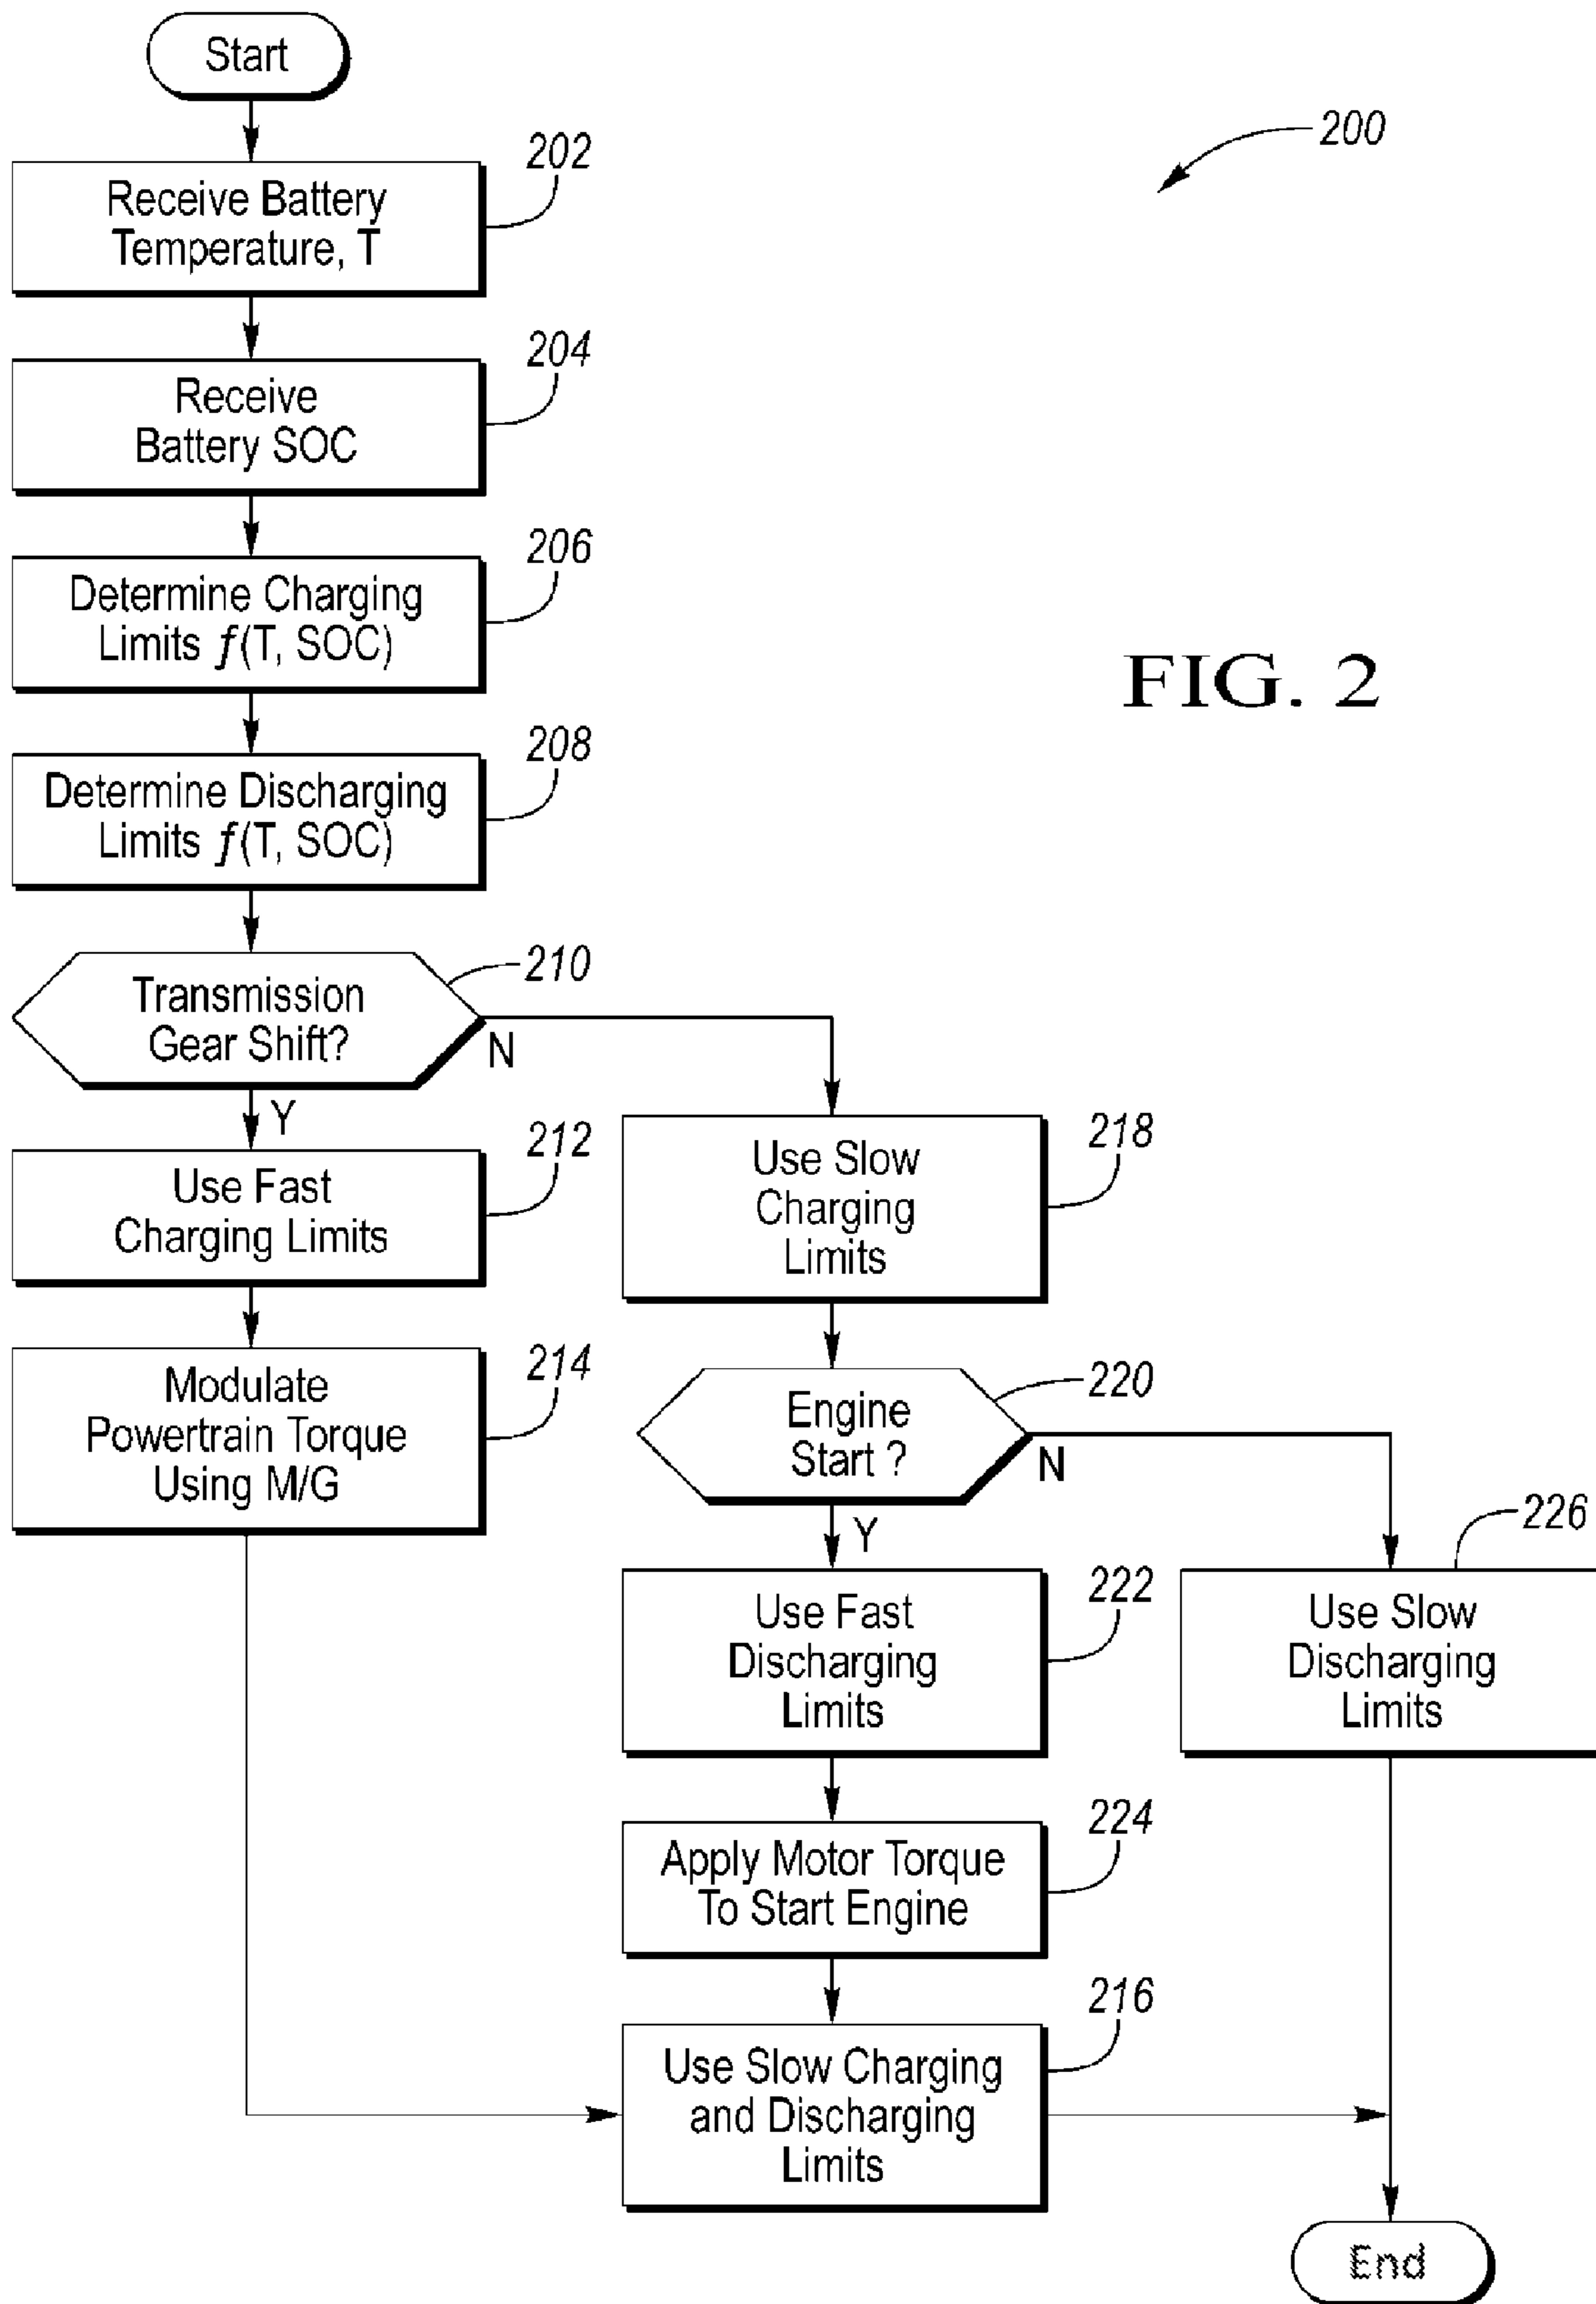 Start
200
202
Receive Battery
Temperature, T
204
Receive
Battery SOC
206
Determine Charging
Limits ƒ(T, SOC)
FIG. 2
208
Determine Discharging
Limits ƒ(T, SOC)
210
Transmission
Gear Shift?
N
Y
212
Use Fast
Charging Limits
214
Modulate
Powertrain Torque
Using M/G
218
Use Slow
Charging
Limits
220
Engine
Start ?
N
Y
222
Use Fast
Discharging
Limits
226
Use Slow
Discharging
Limits
224
Apply Motor Torque
To Start Engine
216
Use Slow Charging
and Discharging
Limits
End